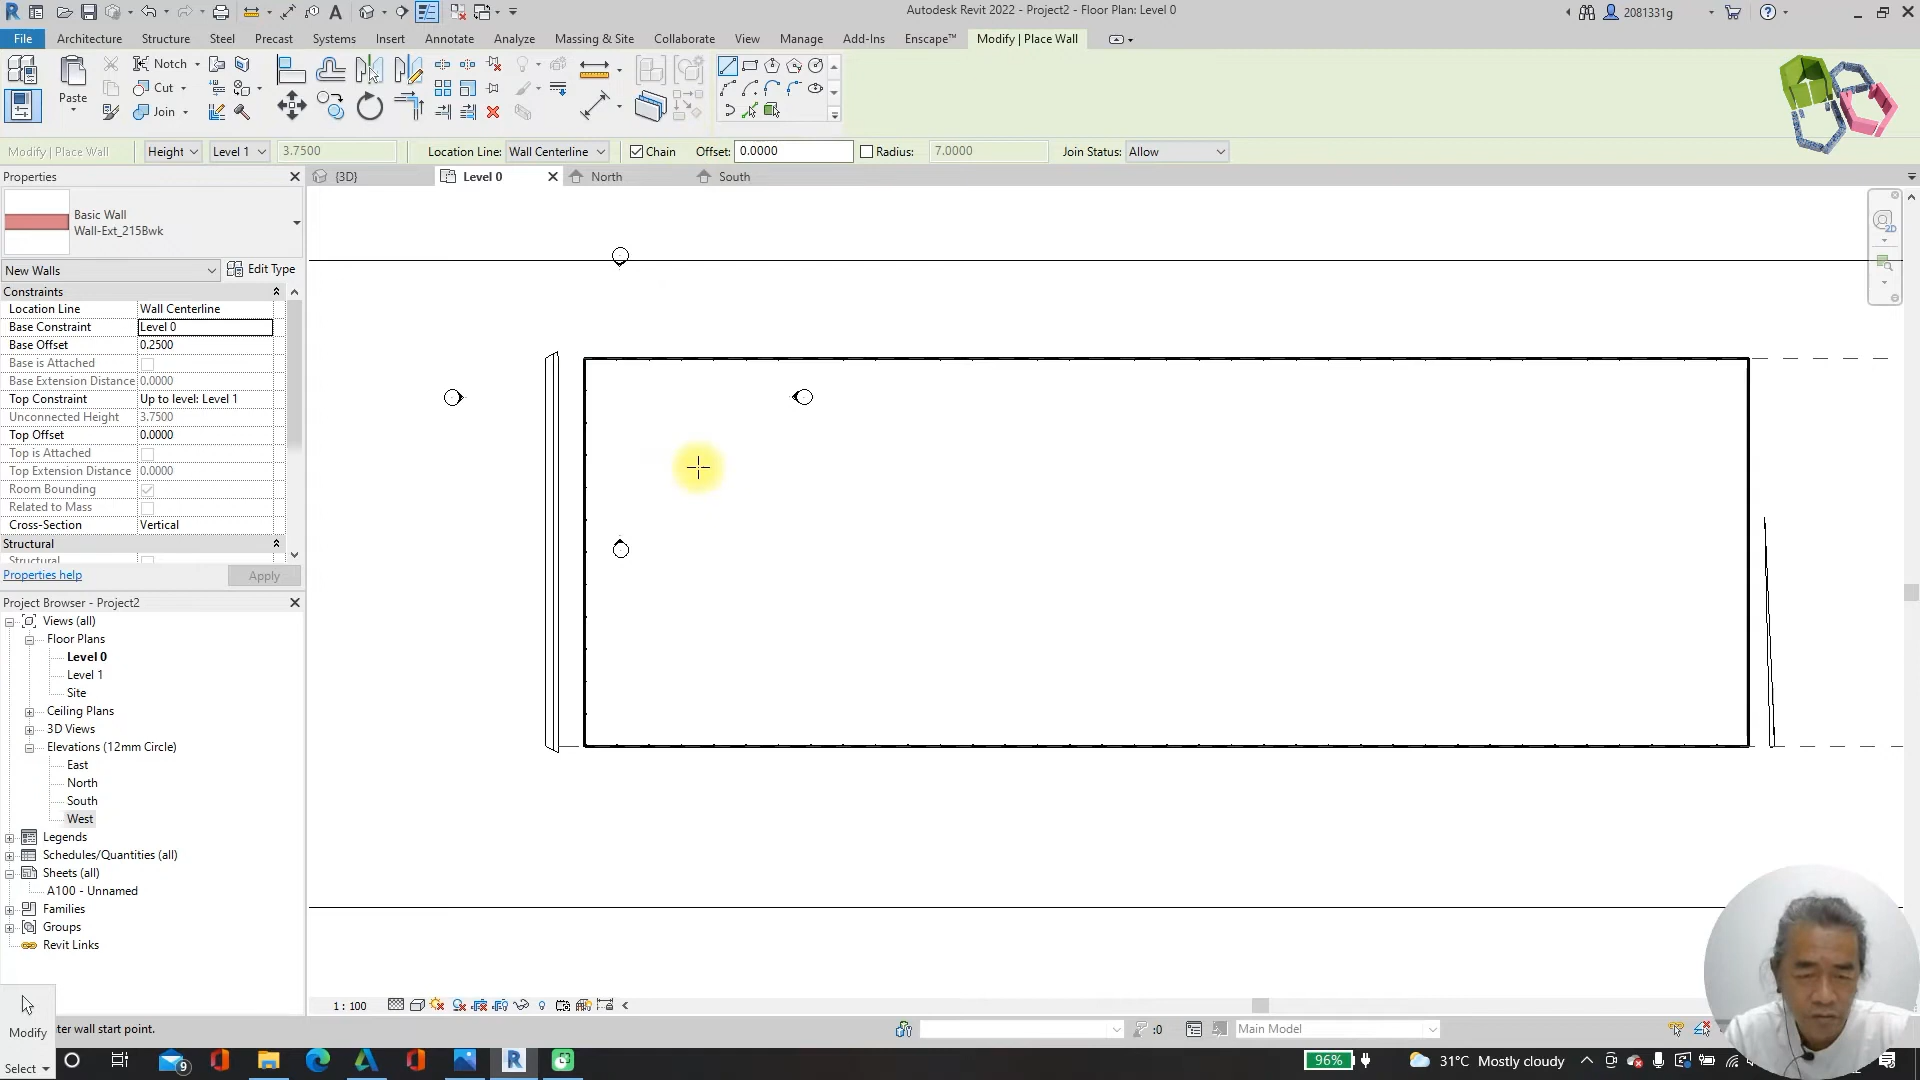 Autodesk Revit 2022 - Project2 - Floor Plan: Level 0
2081331g
File Architecture Structure Steel Precast Systems Insert Annotate Analyze Massing & Site Collaborate View Manage Add-Ins Enscape™ Modify | Place Wall
Paste
Notch
Cut
Join
Modify | Place Wall Height Level 1 3.7500 Location Line: Wall Centerline Chain Offset: 0.0000 Radius: 7.0000 Join Status: Allow
Properties
{3D} Level 0 North South
Basic Wall
Wall-Ext_215Bwk
New Walls Edit Type
Constraints
Location Line Wall Centerline
Base Constraint Level 0
Base Offset 0.2500
Base is Attached
Base Extension Distance 0.0000
Top Constraint Up to level: Level 1
Unconnected Height 3.7500
Top Offset 0.0000
Top is Attached
Top Extension Distance 0.0000
Room Bounding
Related to Mass
Cross-Section Vertical
Structural
Structural
Properties help Apply
Project Browser - Project2
Views (all)
Floor Plans
Level 0
Level 1
Site
Ceiling Plans
3D Views
Elevations (12mm Circle)
East
North
South
West
Legends
Schedules/Quantities (all)
Sheets (all)
A100 - Unnamed
Families
Groups
Revit Links
2D
1 : 100
Modify
ter wall start point.
:0 Main Model
Select
9
96% 31°C Mostly cloudy